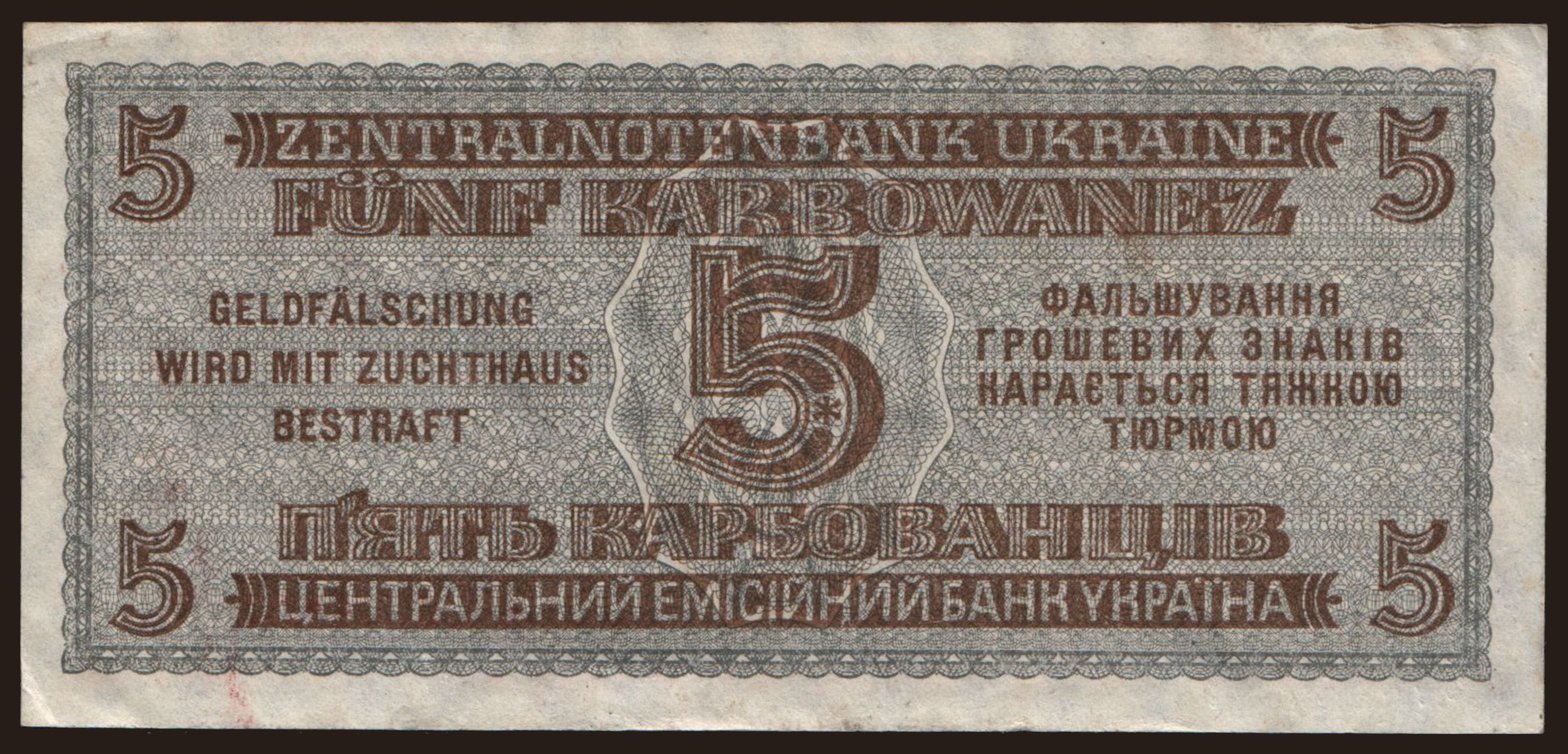 5 ZENTRALNOTENBANK UKRAINE 5
FÜNF KARBOWANEZ
5
GELDFÄLSCHUNG
WIRD MIT ZUCHTHAUS
BESTRAFT
ФАЛЬШУВАННЯ
ГРОШЕВИХ ЗНАКІВ
КАРАЄТЬСЯ ТЯЖКОЮ
ТЮРМОЮ
П'ЯТЬ КАРБОВАНЦІВ
5 ЦЕНТРАЛЬНИЙ ЕМІСІЙНИЙ БАНК УКРАЇНА 5